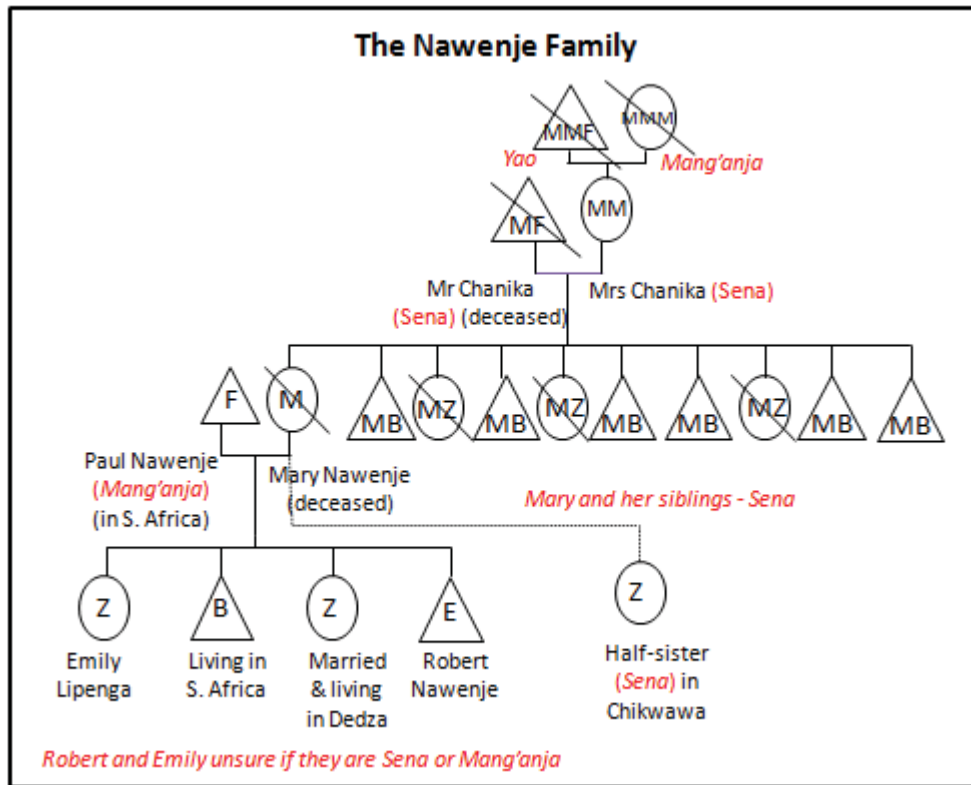 The Nawenje Family
MMF
MMM
Yao
Mang'anja
MF
MM
Mr Chanika
(Sena) (deceased)
Mrs Chanika (Sena)
F
M
MB
MZ
MB
MZ
MB
MB
MZ
MB
MB
Paul Nawenje
(Mang'anja)
(in S. Africa)
Mary Nawenje
(deceased)
Mary and her siblings - Sena
Z
B
Z
E
Z
Emily
Lipenga
Living in
S. Africa
Married
& living
in Dedza
Robert
Nawenje
Half-sister
(Sena) in
Chikwawa
Robert and Emily unsure if they are Sena or Mang'anja